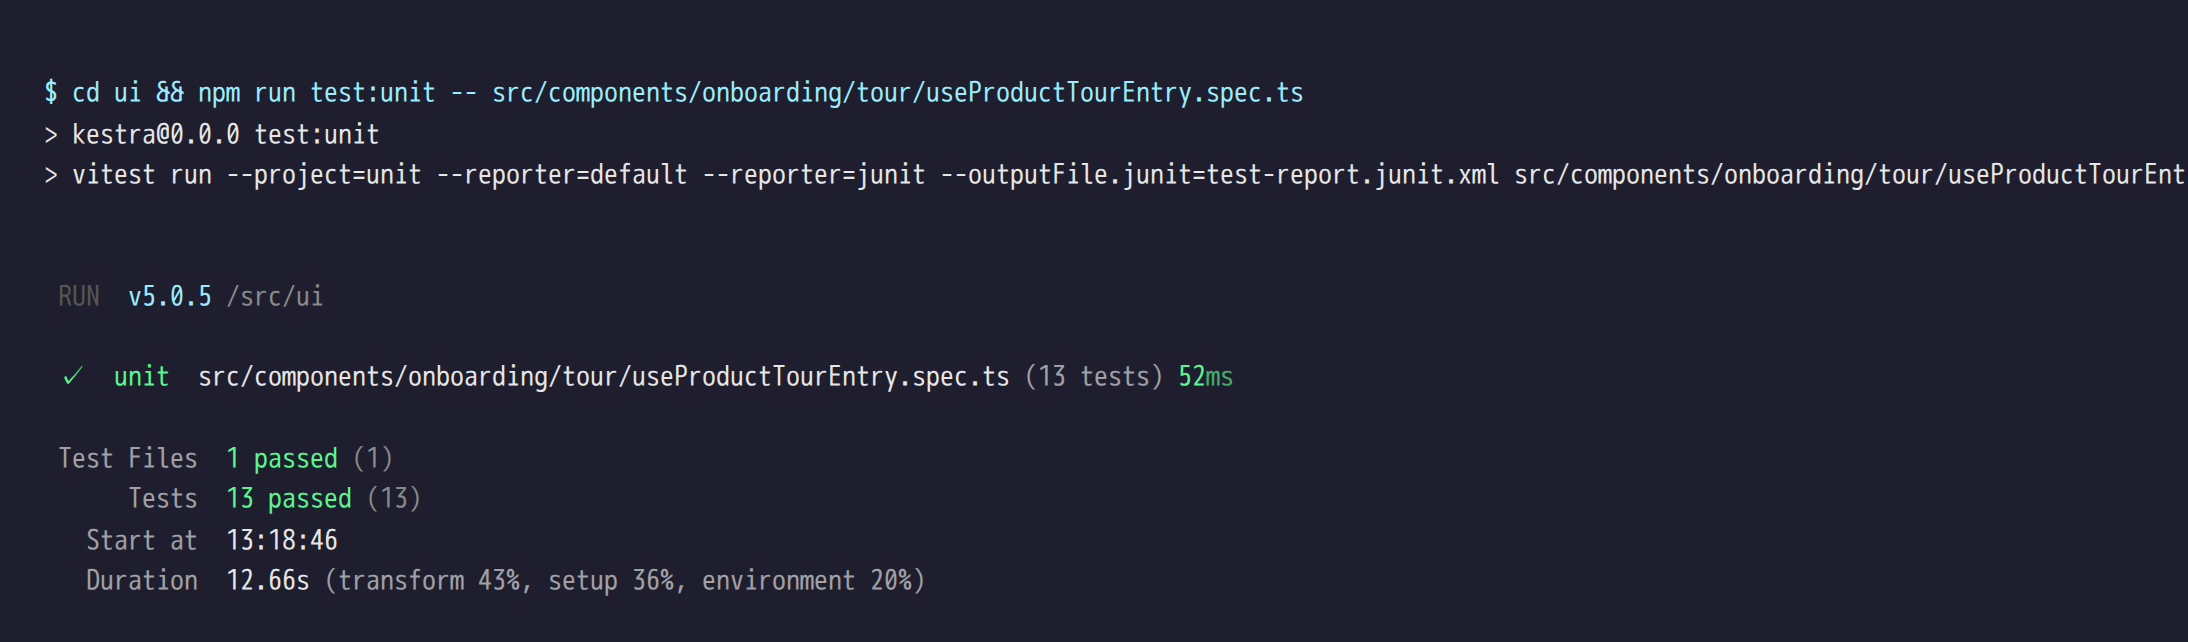 $ cd ui && npm run test:unit -- src/components/onboarding/tour/useProductTourEntry.spec.ts
> kestra@0.0.0 test:unit
> vitest run --project=unit --reporter=default --reporter=junit --outputFile.junit=test-report.junit.xml src/components/onboarding/tour/useProductTourEnt
RUN v5.0.5 /src/ui
✓ unit src/components/onboarding/tour/useProductTourEntry.spec.ts (13 tests) 52ms
Test Files 1 passed (1)
Tests 13 passed (13)
Start at 13:18:46
Duration 12.66s (transform 43%, setup 36%, environment 20%)